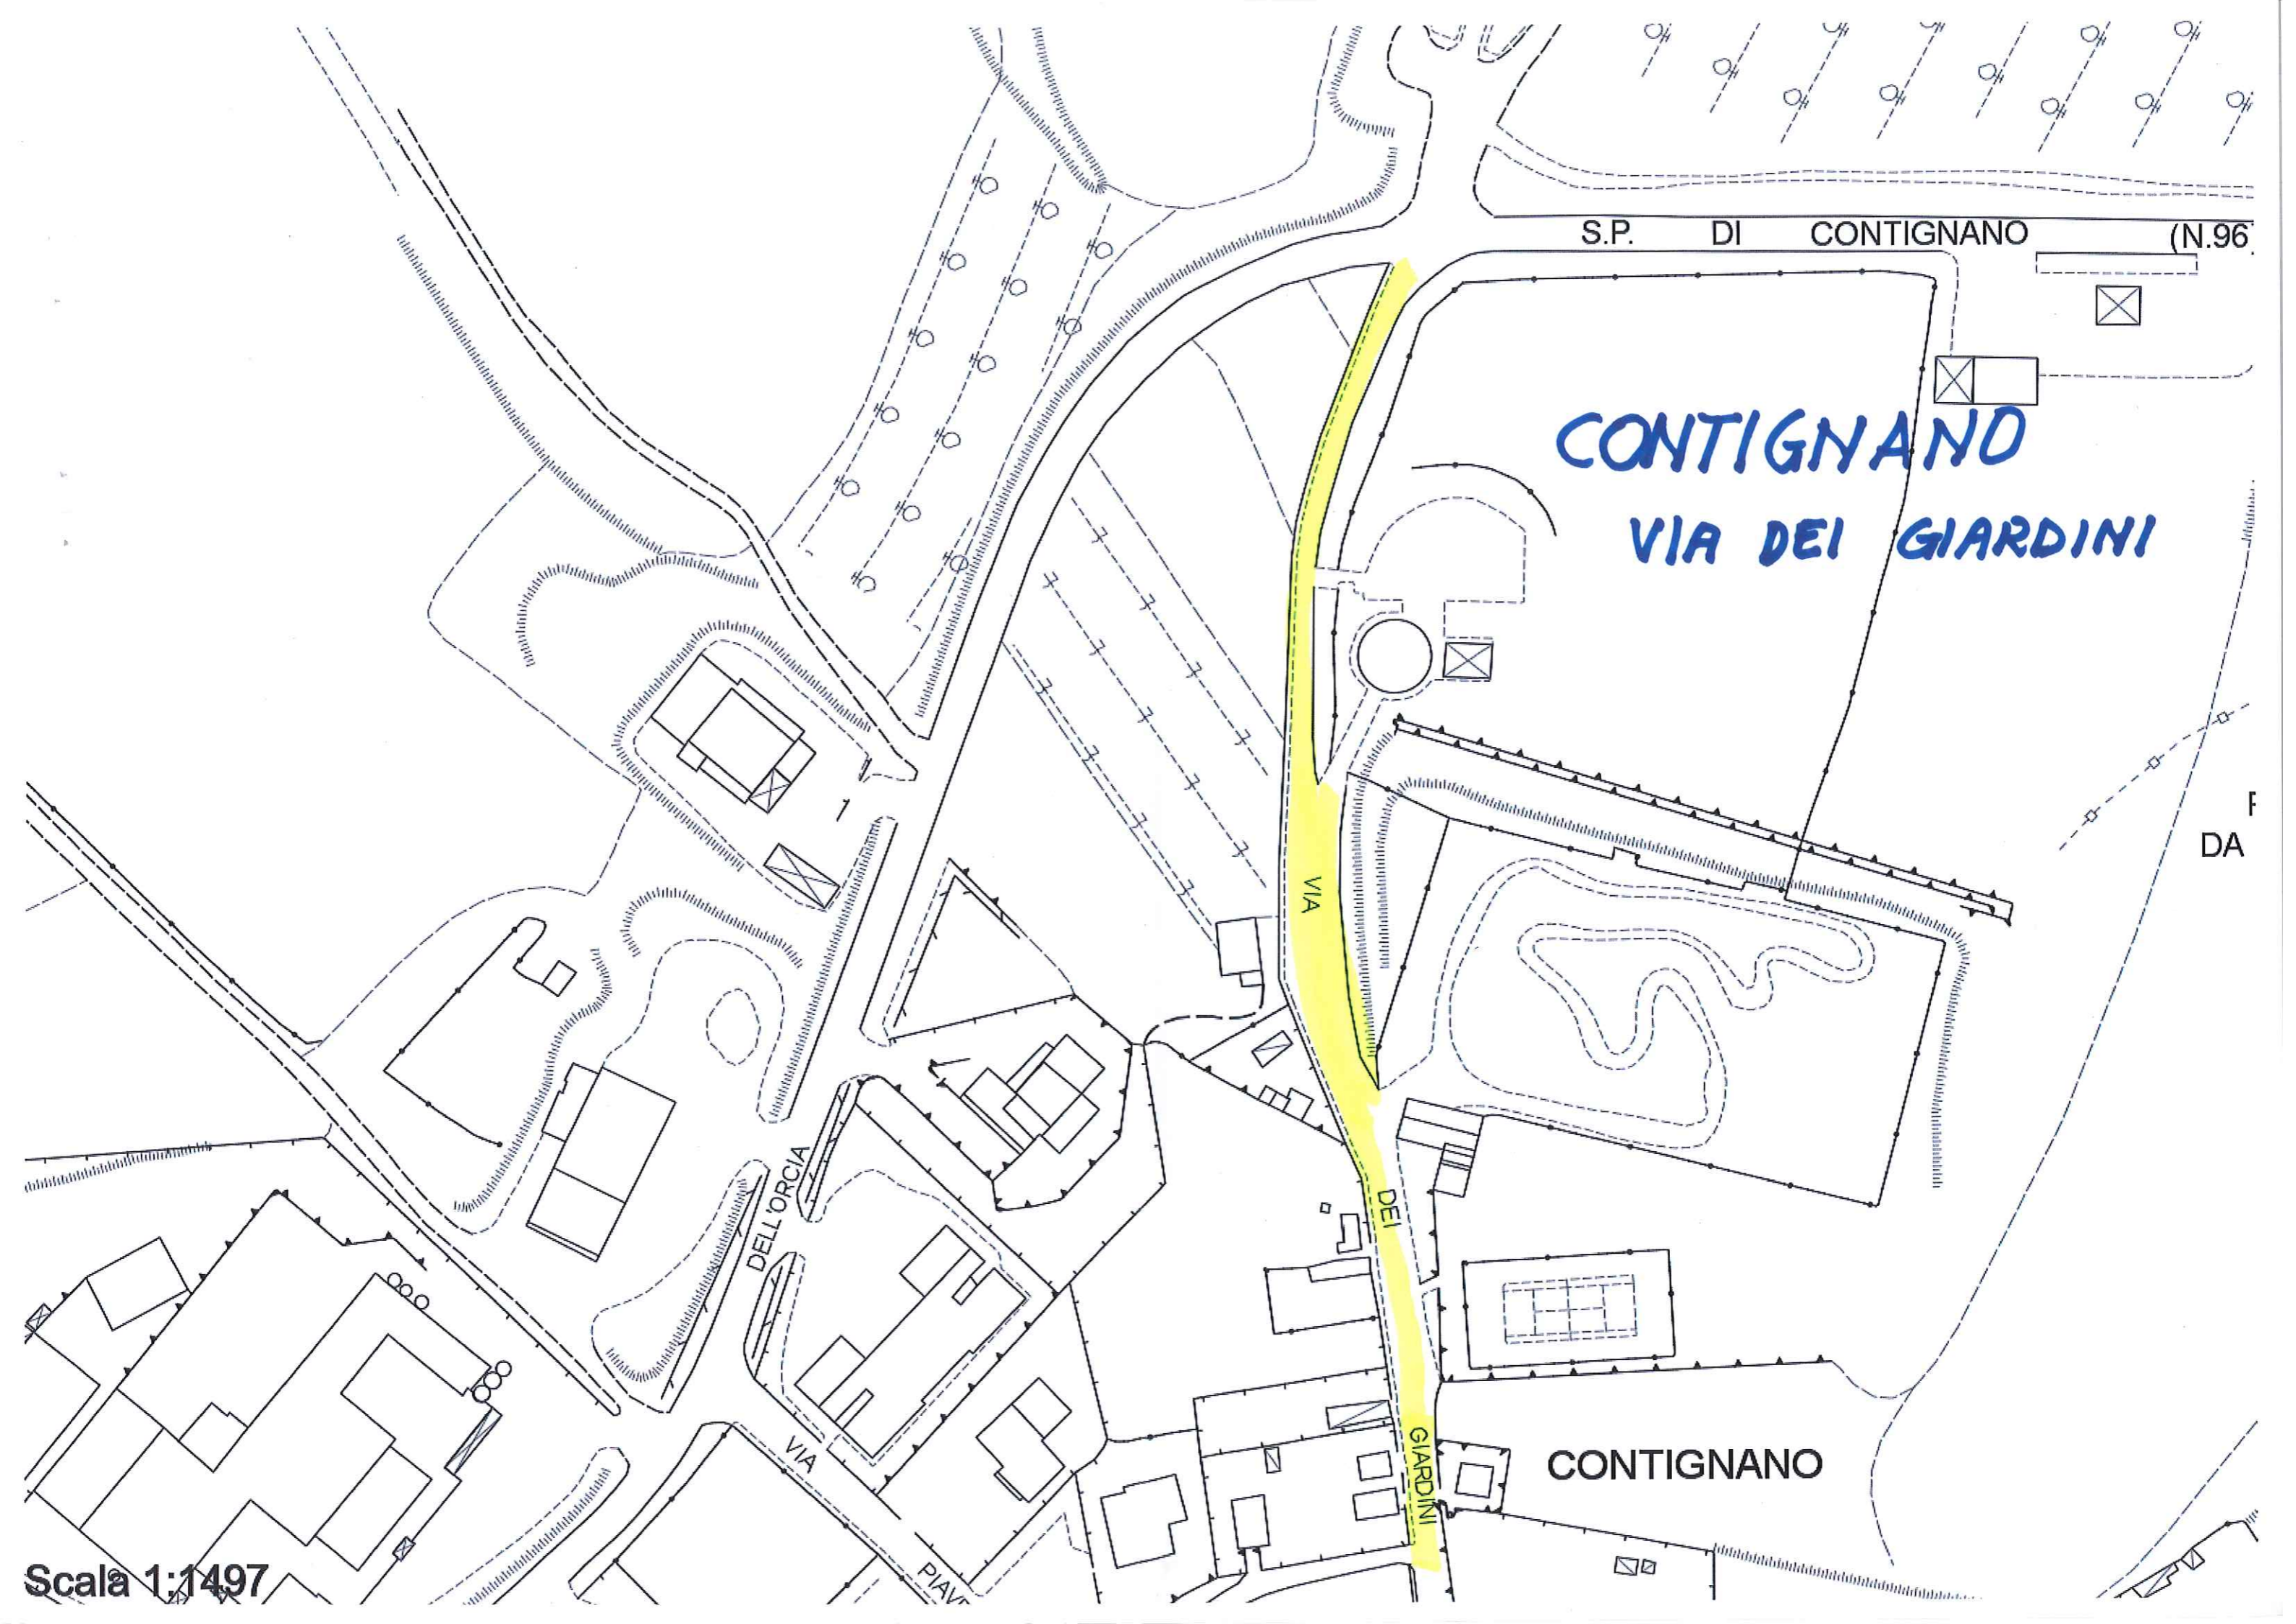 S.P. DI CONTIGNANO (N.96
CONTIGNANO
VIA DEI GIARDINI
DA
VIA
DEI
GIARDINI
DELL'ORCIA
VIA
CONTIGNANO
Scala 1:1497